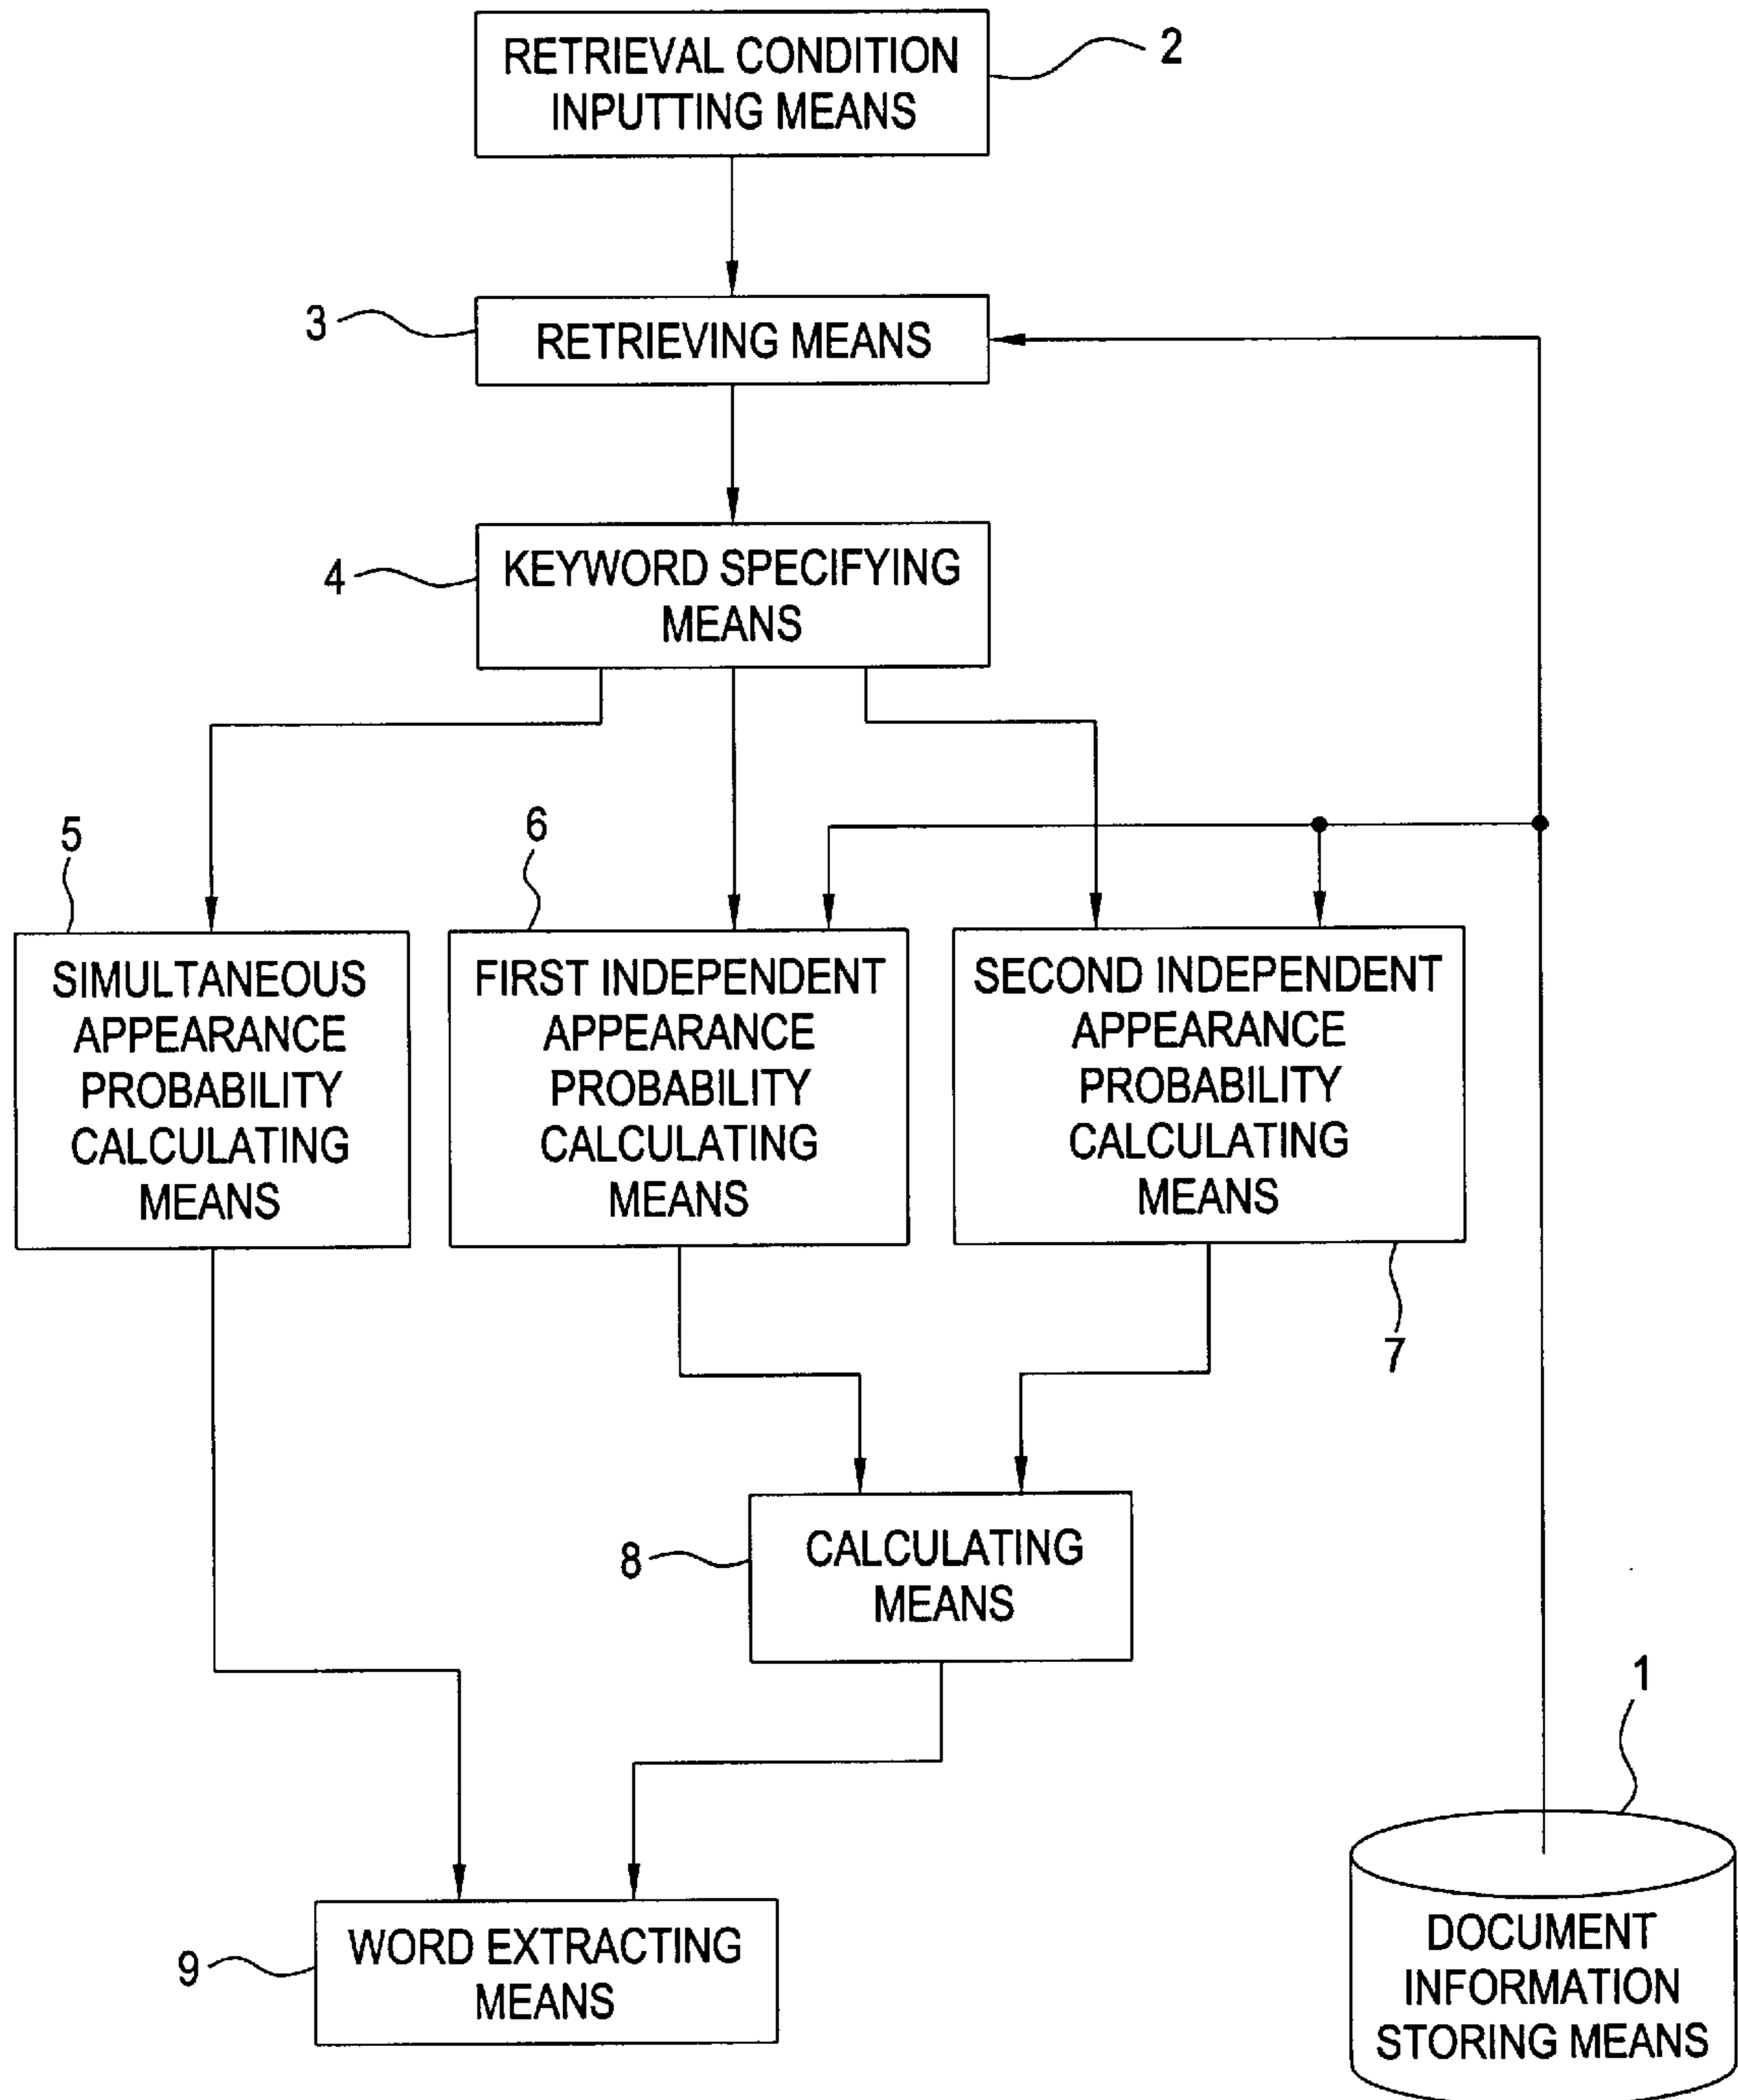 RETRIEVAL CONDITION
INPUTTING MEANS
2
3
RETRIEVING MEANS
4
KEYWORD SPECIFYING
MEANS
5
SIMULTANEOUS
APPEARANCE
PROBABILITY
CALCULATING
MEANS
6
FIRST INDEPENDENT
APPEARANCE
PROBABILITY
CALCULATING
MEANS
SECOND INDEPENDENT
APPEARANCE
PROBABILITY
CALCULATING
MEANS
7
8
CALCULATING
MEANS
1
9
WORD EXTRACTING
MEANS
DOCUMENT
INFORMATION
STORING MEANS